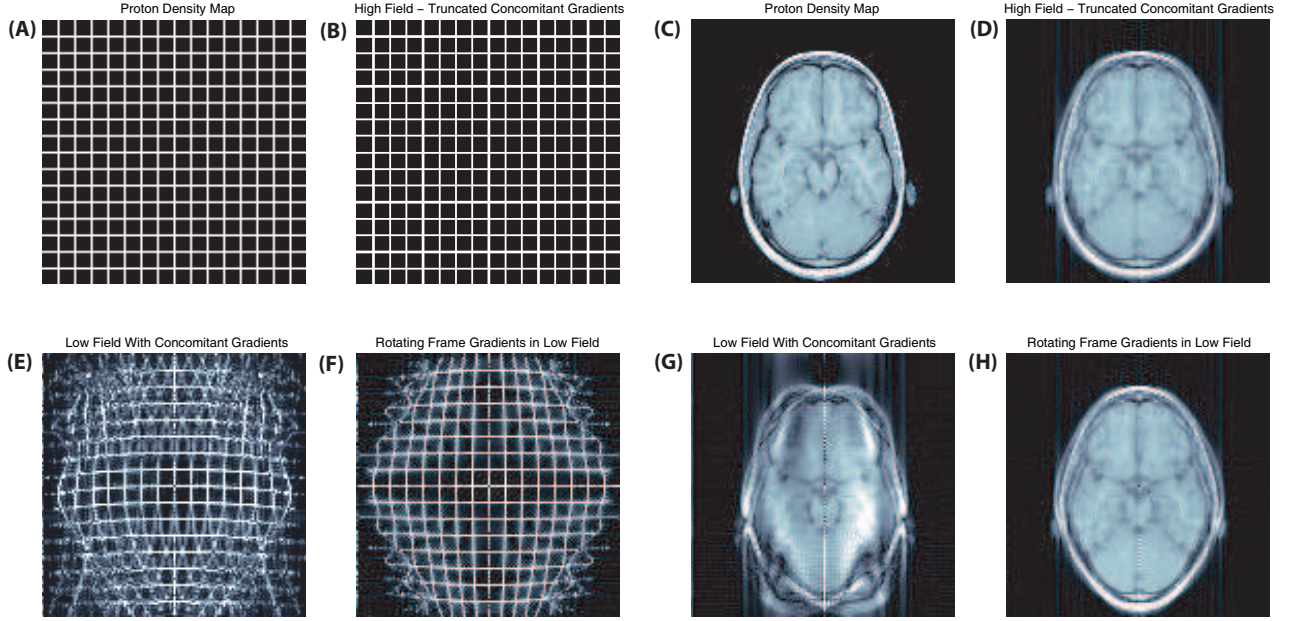 Proton Density Map
(A)
High Field − Truncated Concomitant Gradients
(B)
Proton Density Map
(C)
High Field − Truncated Concomitant Gradients
(D)
Low Field With Concomitant Gradients
(E)
Rotating Frame Gradients in Low Field
(F)
Low Field With Concomitant Gradients
(G)
Rotating Frame Gradients in Low Field
(H)